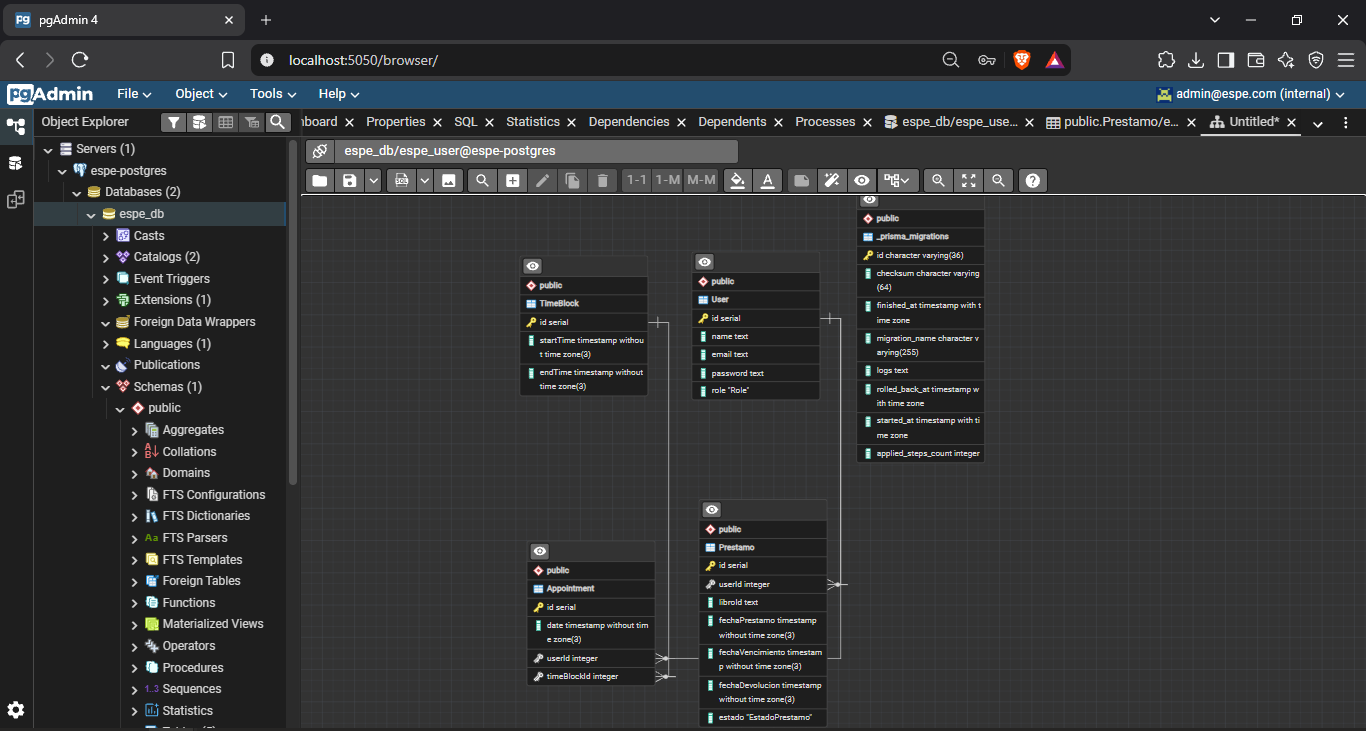 pgAdmin 4
localhost:5050/browser/
pgAdmin
File
Object
Tools
Help
admin@espe.com (internal)
Object Explorer
nboard
Properties
SQL
Statistics
Dependencies
Dependents
Processes
espe_db/espe_use...
public.Prestamo/e...
Untitled*
Servers (1)
espe-postgres
Databases (2)
espe_db
Casts
Catalogs (2)
Event Triggers
Extensions (1)
Foreign Data Wrappers
Languages (1)
Publications
Schemas (1)
public
Aggregates
Collations
Domains
FTS Configurations
FTS Dictionaries
FTS Parsers
FTS Templates
Foreign Tables
Functions
Materialized Views
Operators
Procedures
Sequences
Statistics
espe_db/espe_user@espe-postgres
1-1
1-M
M-M
public
TimeBlock
id serial
startTime timestamp withou
t time zone(3)
endTime timestamp without
time zone(3)
public
User
id serial
name text
email text
password text
role "Role"
public
_prisma_migrations
id character varying(36)
checksum character varying
(64)
finished_at timestamp with t
ime zone
migration_name character v
arying(255)
logs text
rolled_back_at timestamp w
ith time zone
started_at timestamp with ti
me zone
applied_steps_count integer
public
Appointment
id serial
date timestamp without tim
e zone(3)
userId integer
timeBlockId integer
public
Prestamo
id serial
userId integer
libroId text
fechaPrestamo timestamp
without time zone(3)
fechaVencimiento timestam
p without time zone(3)
fechaDevolucion timestamp
without time zone(3)
estado "EstadoPrestamo"